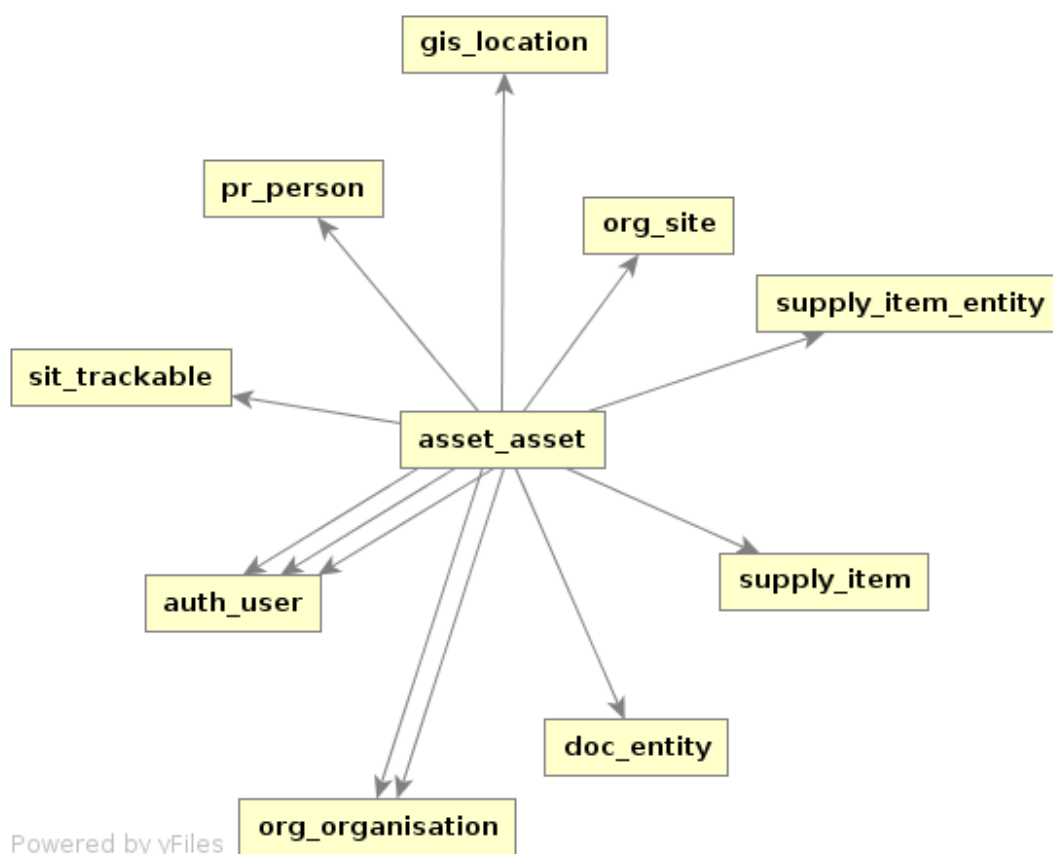 gis_location
pr_person
org_site
supply_item_entity
sit_trackable
asset_asset
supply_item
auth_user
doc_entity
org_organisation
Powered by yFiles